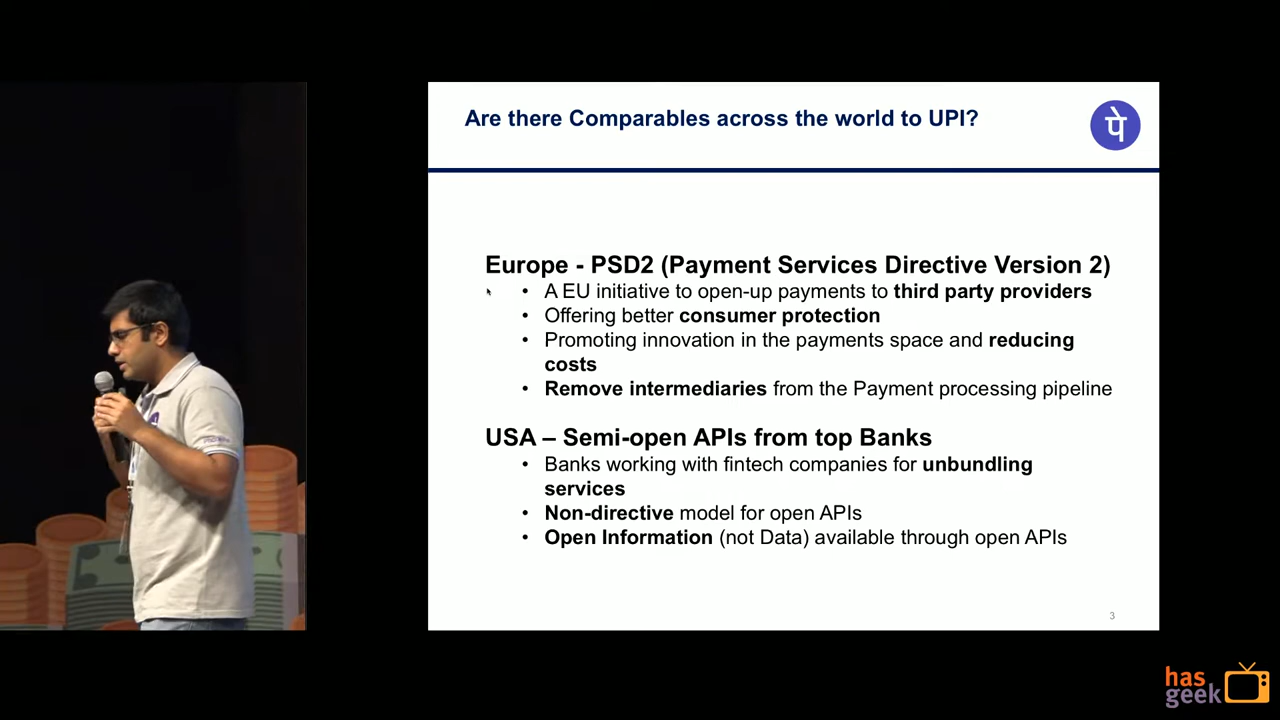 Are there Comparables across the world to UPI?
पे
Europe - PSD2 (Payment Services Directive Version 2)
• A EU initiative to open-up payments to third party providers
• Offering better consumer protection
• Promoting innovation in the payments space and reducing
costs
• Remove intermediaries from the Payment processing pipeline
USA – Semi-open APIs from top Banks
• Banks working with fintech companies for unbundling
services
• Non-directive model for open APIs
• Open Information (not Data) available through open APIs
3
has
geek